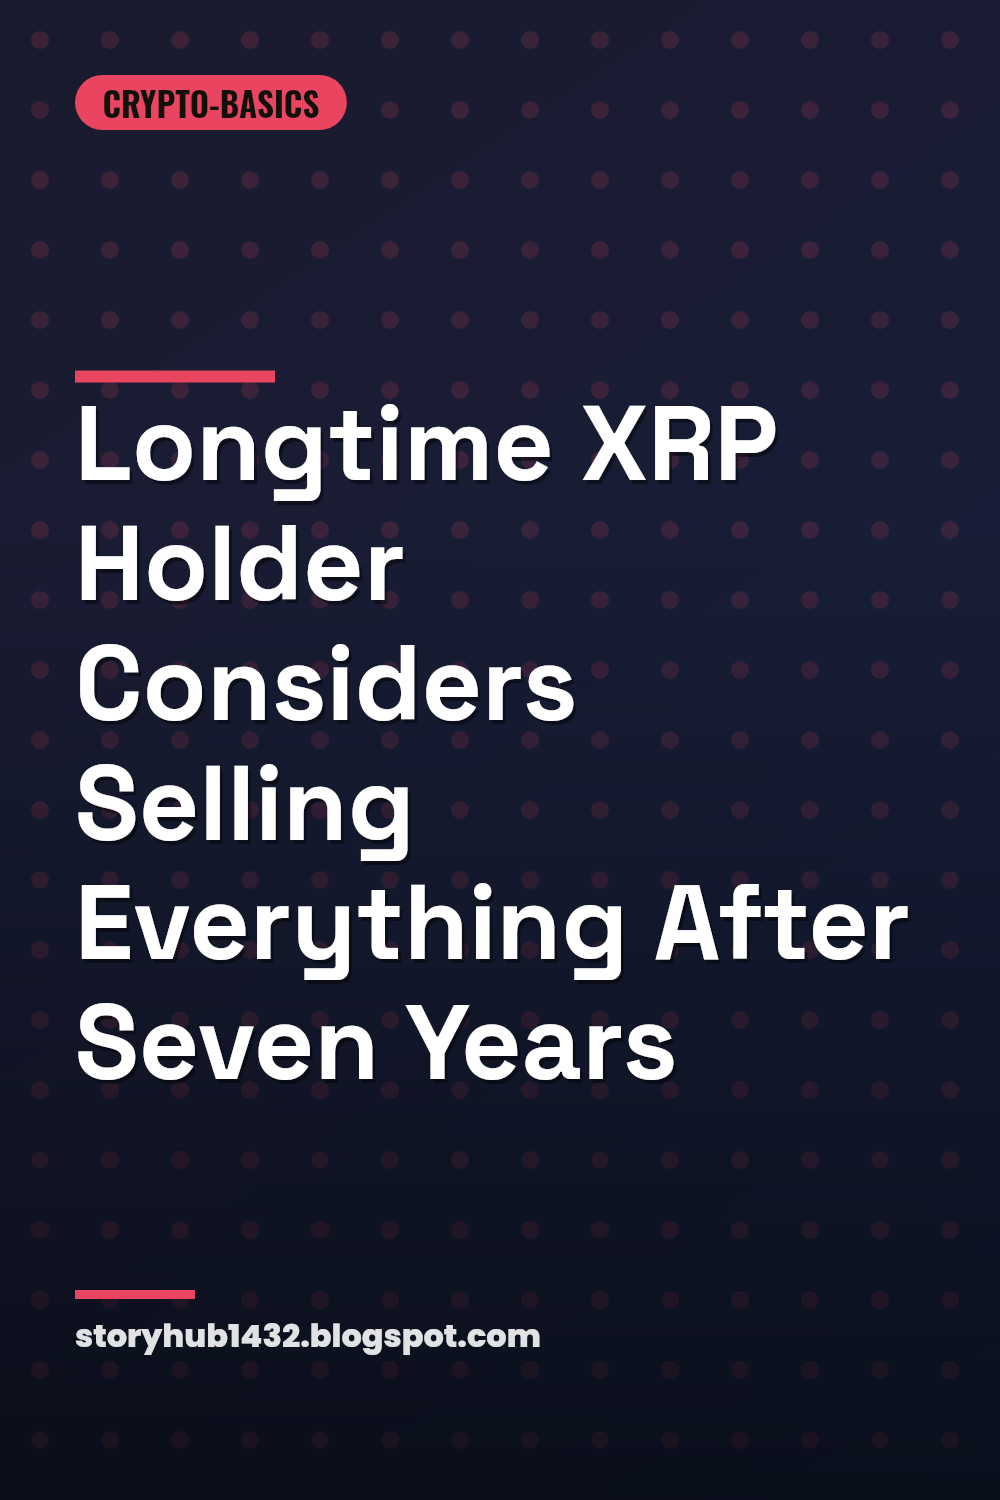 CRYPTO-BASICS
Longtime XRP
Holder
Considers
Selling
Everything After
Seven Years
storyhub1432.blogspot.com